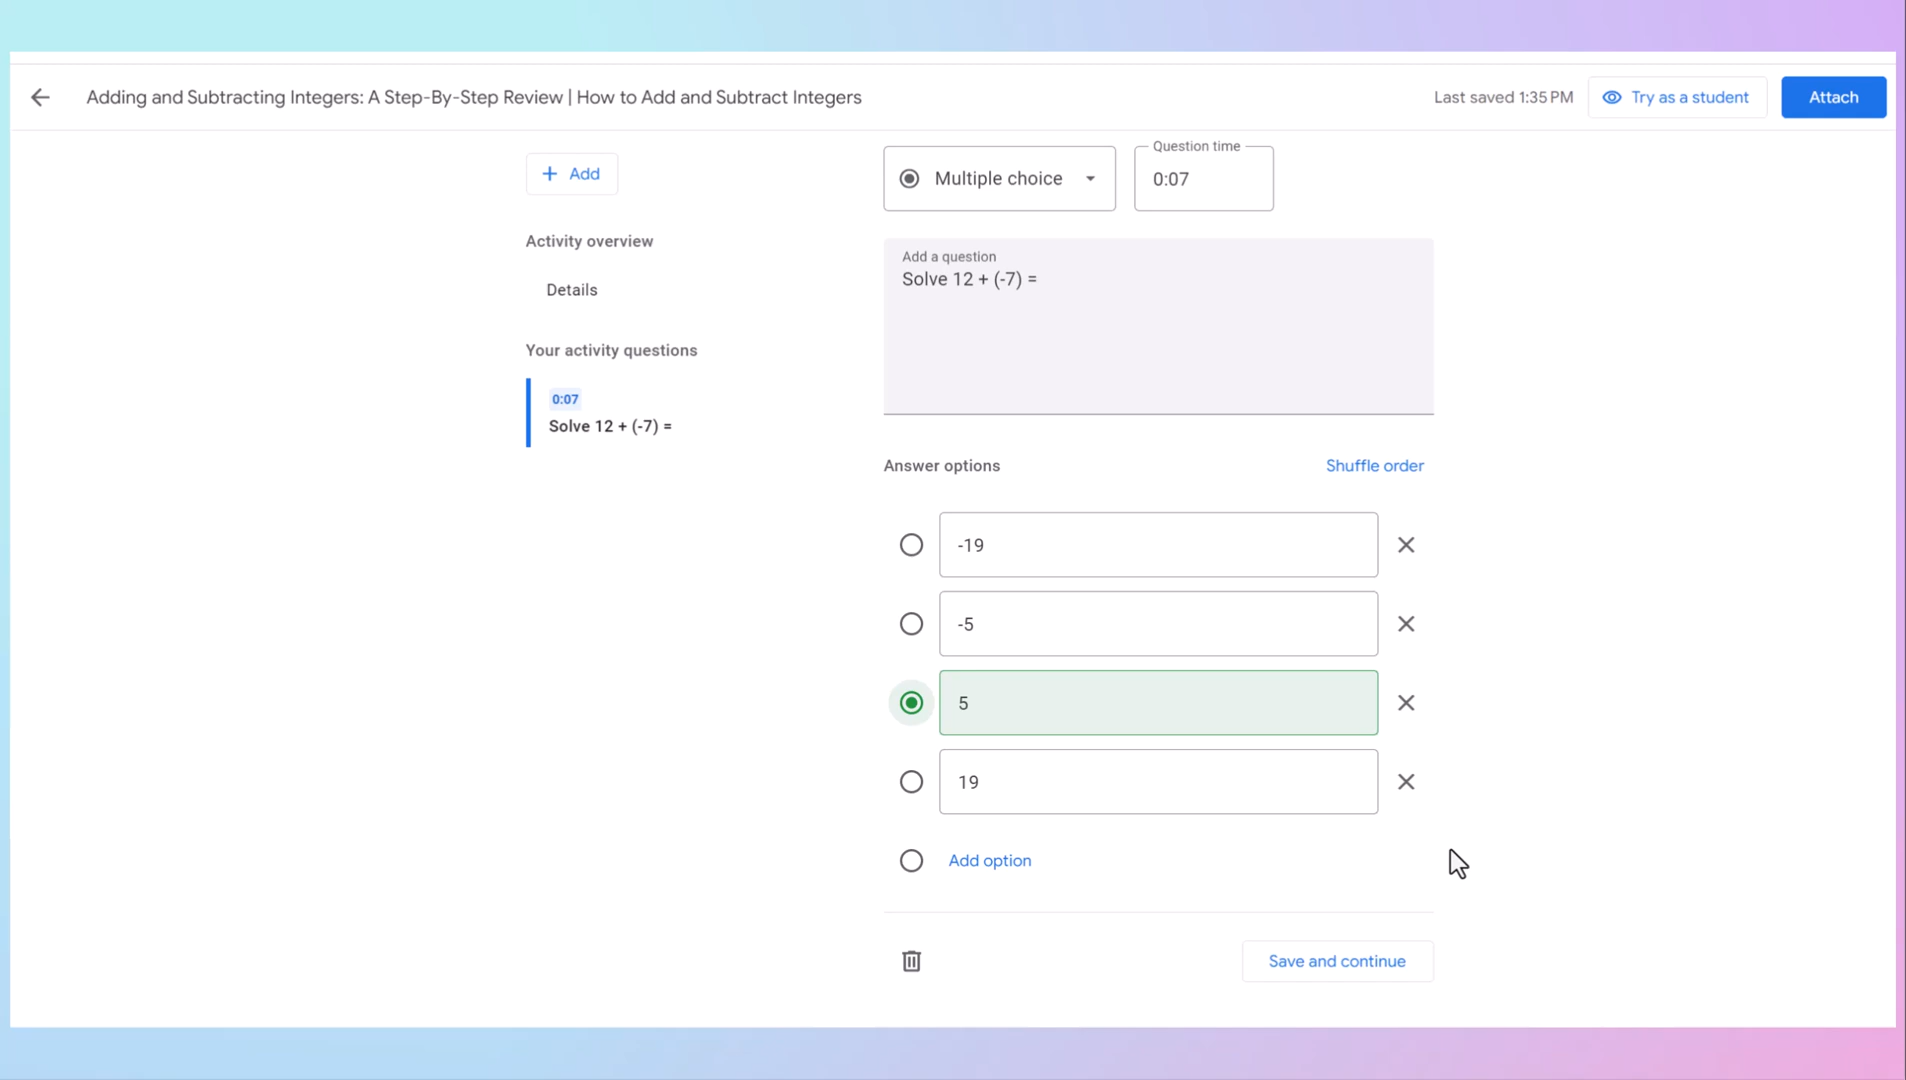 Adding and Subtracting Integers: A Step-By-Step Review | How to Add and Subtract Integers
Last saved 1:35 PM
Try as a student
Attach
Add
Activity overview
Details
Your activity questions
0:07
Solve 12 + (-7) =
Multiple choice
Question time
0:07
Add a question
Solve 12 + (-7) =
Answer options
Shuffle order
-19
-5
5
19
Add option
Save and continue